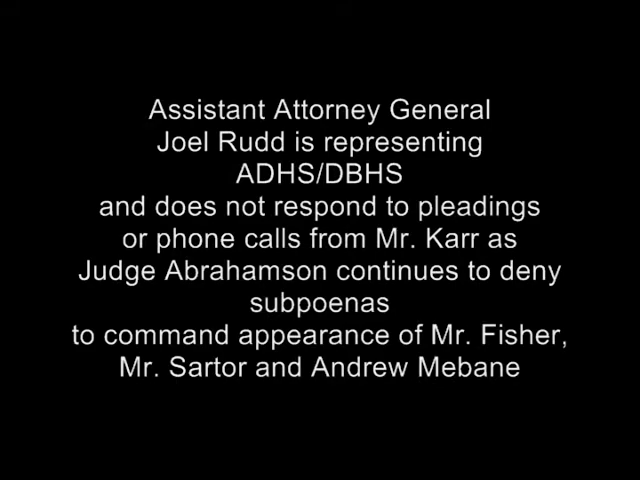 Assistant Attorney General
Joel Rudd is representing
ADHS/DBHS
and does not respond to pleadings
or phone calls from Mr. Karr as
Judge Abrahamson continues to deny
subpoenas
to command appearance of Mr. Fisher,
Mr. Sartor and Andrew Mebane